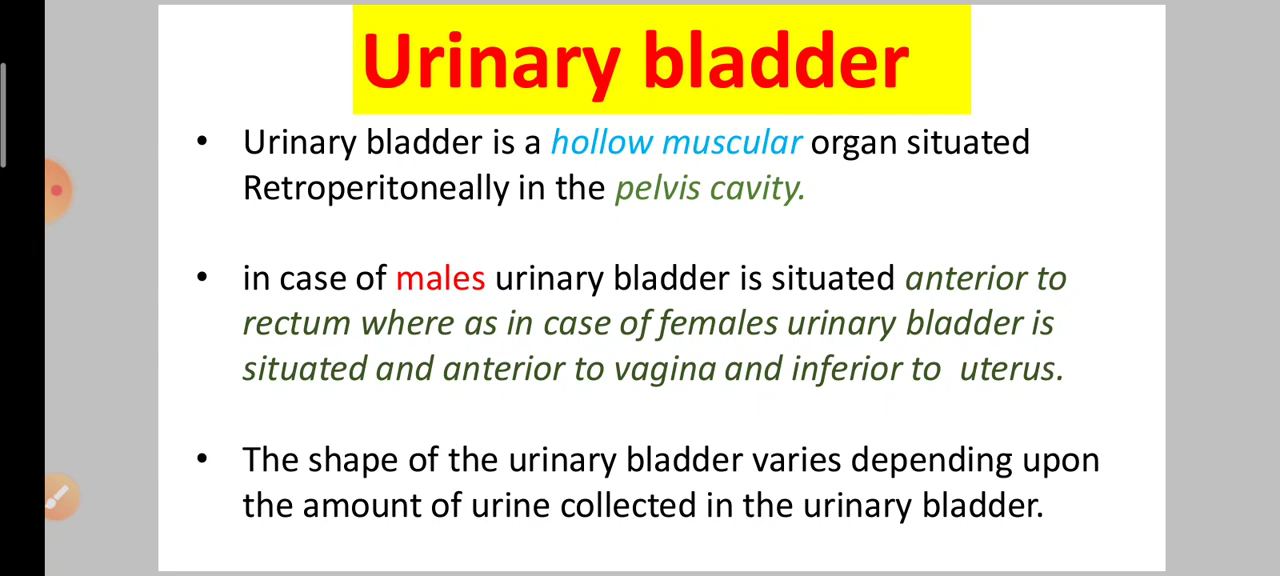 Urinary bladder
• Urinary bladder is a hollow muscular organ situated
Retroperitoneally in the pelvis cavity.
• in case of males urinary bladder is situated anterior to
rectum where as in case of females urinary bladder is
situated and anterior to vagina and inferior to uterus.
• The shape of the urinary bladder varies depending upon
the amount of urine collected in the urinary bladder.